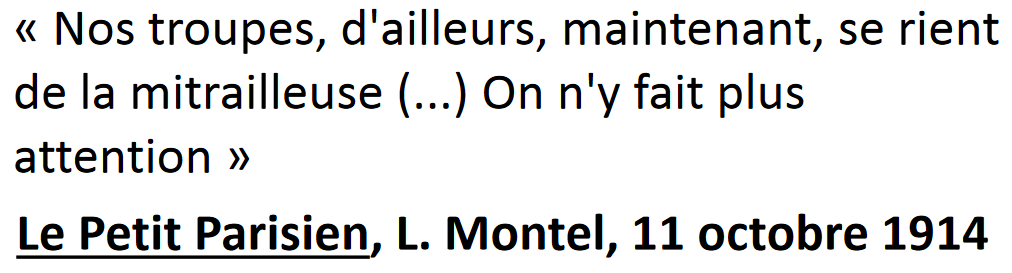 « Nos troupes, d'ailleurs, maintenant, se rient
de la mitrailleuse (...) On n'y fait plus
attention »
Le Petit Parisien, L. Montel, 11 octobre 1914